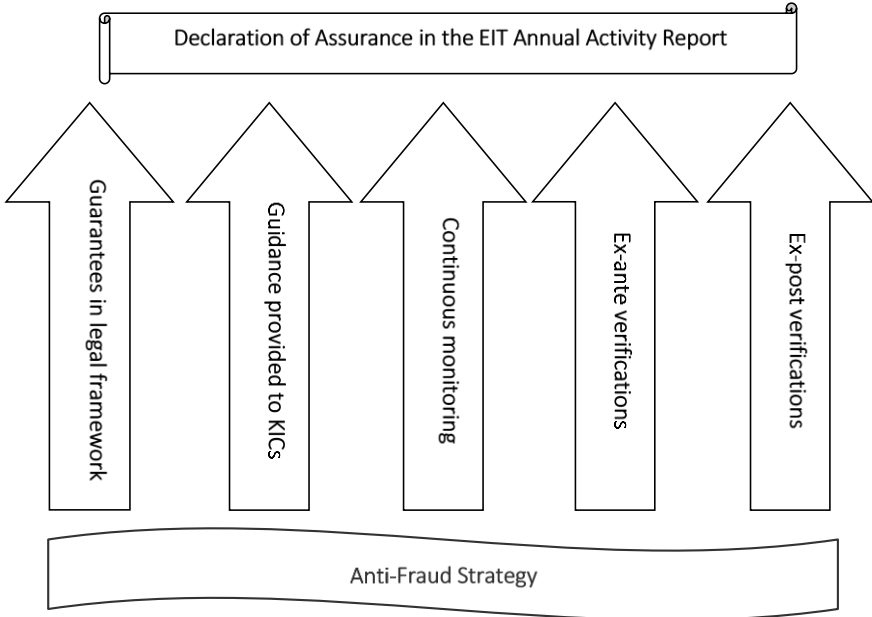 Declaration of Assurance in the EIT Annual Activity Report
Guarantees in legal framework
Guidance provided to KICs
Continuous monitoring
Ex-ante verifications
Ex-post verifications
Anti-Fraud Strategy